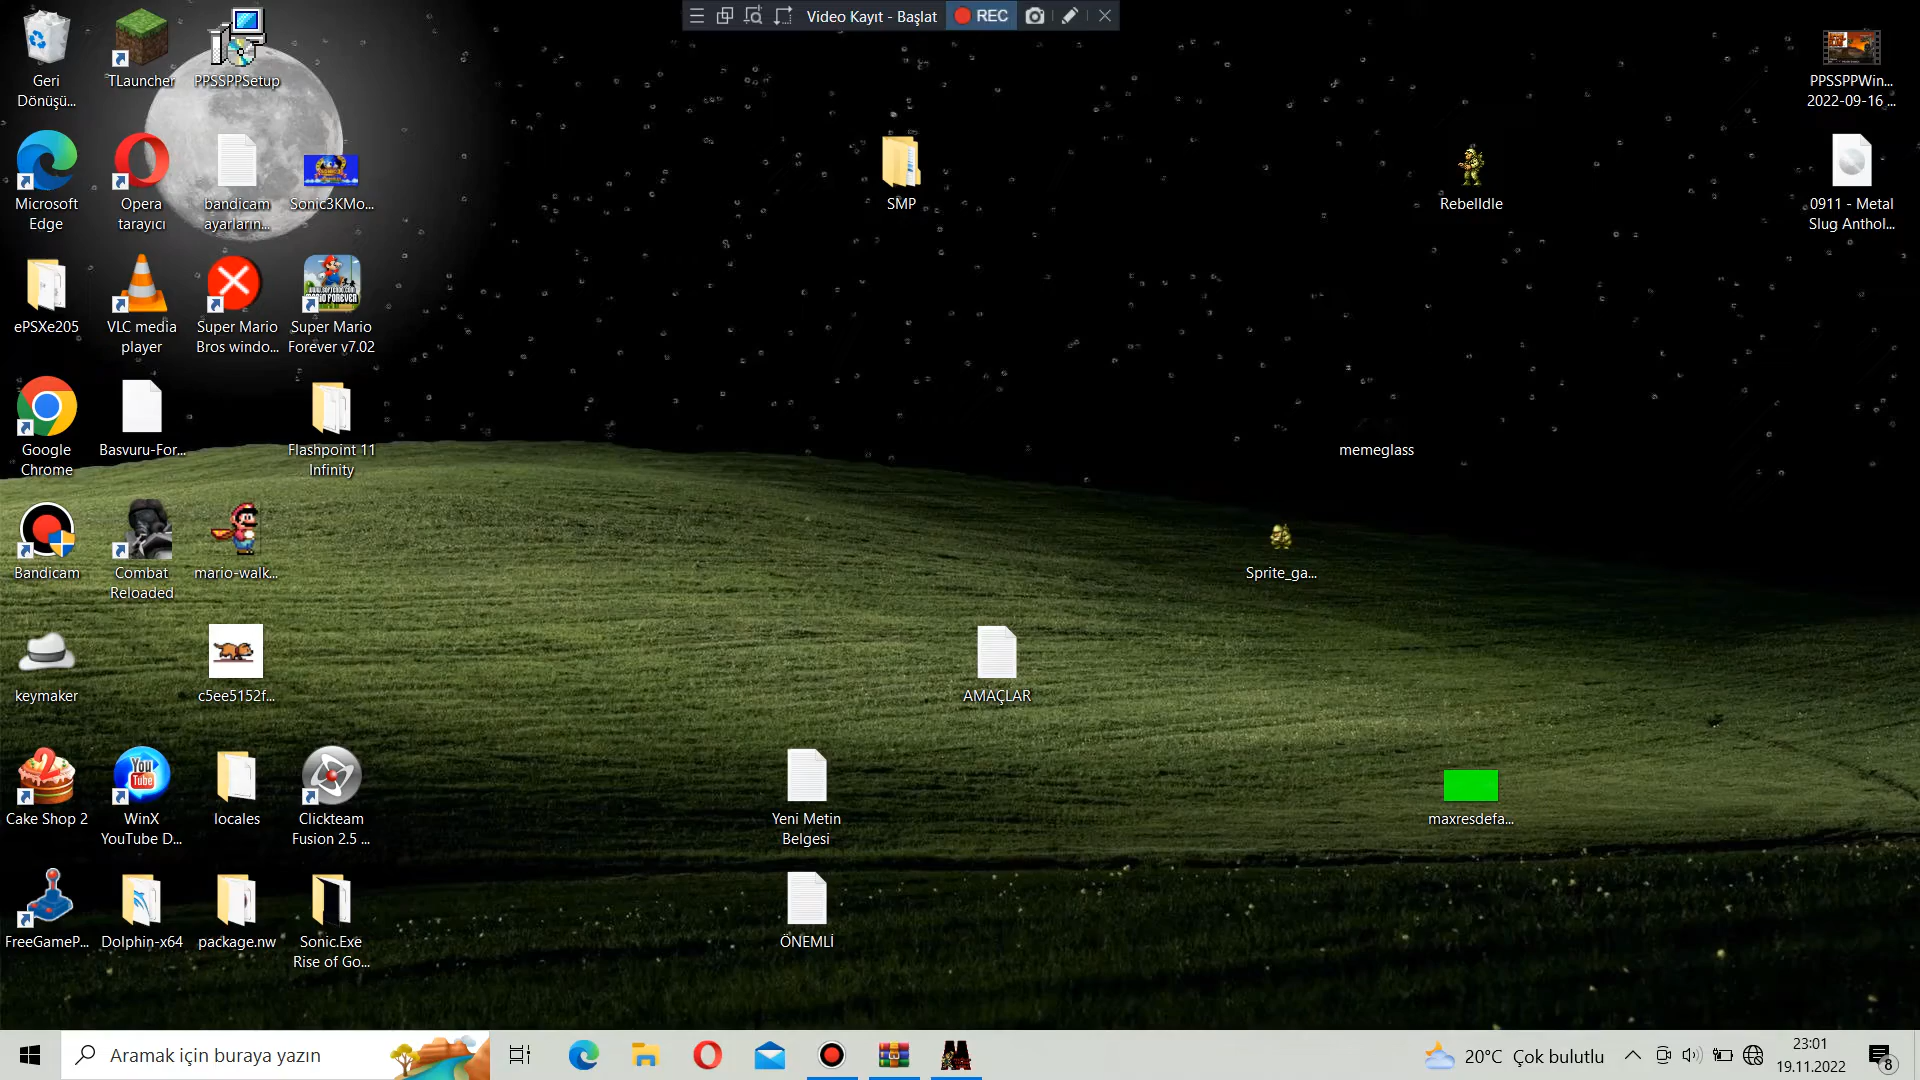 Video Kayıt - Başlat
REC
Geri
Dönüşü...
TLauncher
PPSSPPSetup
PPSSPPWin...
2022-09-16 ...
Microsoft
Edge
Opera
tarayıcı
bandicam
ayarların...
Sonic3KMo...
SMP
RebelIdle
0911 - Metal
Slug Anthol...
ePSXe205
VLC media
player
Super Mario
Bros windo...
Super Mario
Forever v7.02
Google
Chrome
Basvuru-For...
Flashpoint 11
Infinity
memeglass
Bandicam
Combat
Reloaded
mario-walk...
Sprite_ga...
keymaker
c5ee5152f...
AMAÇLAR
2
You
Tube
Cake Shop 2
WinX
YouTube D...
locales
Clickteam
Fusion 2.5 ...
Yeni Metin
Belgesi
maxresdefa...
FreeGameP...
Dolphin-x64
package.nw
Sonic.Exe
Rise of Go...
ÖNEMLİ
Aramak için buraya yazın
20°C Çok bulutlu
23:01
19.11.2022
8